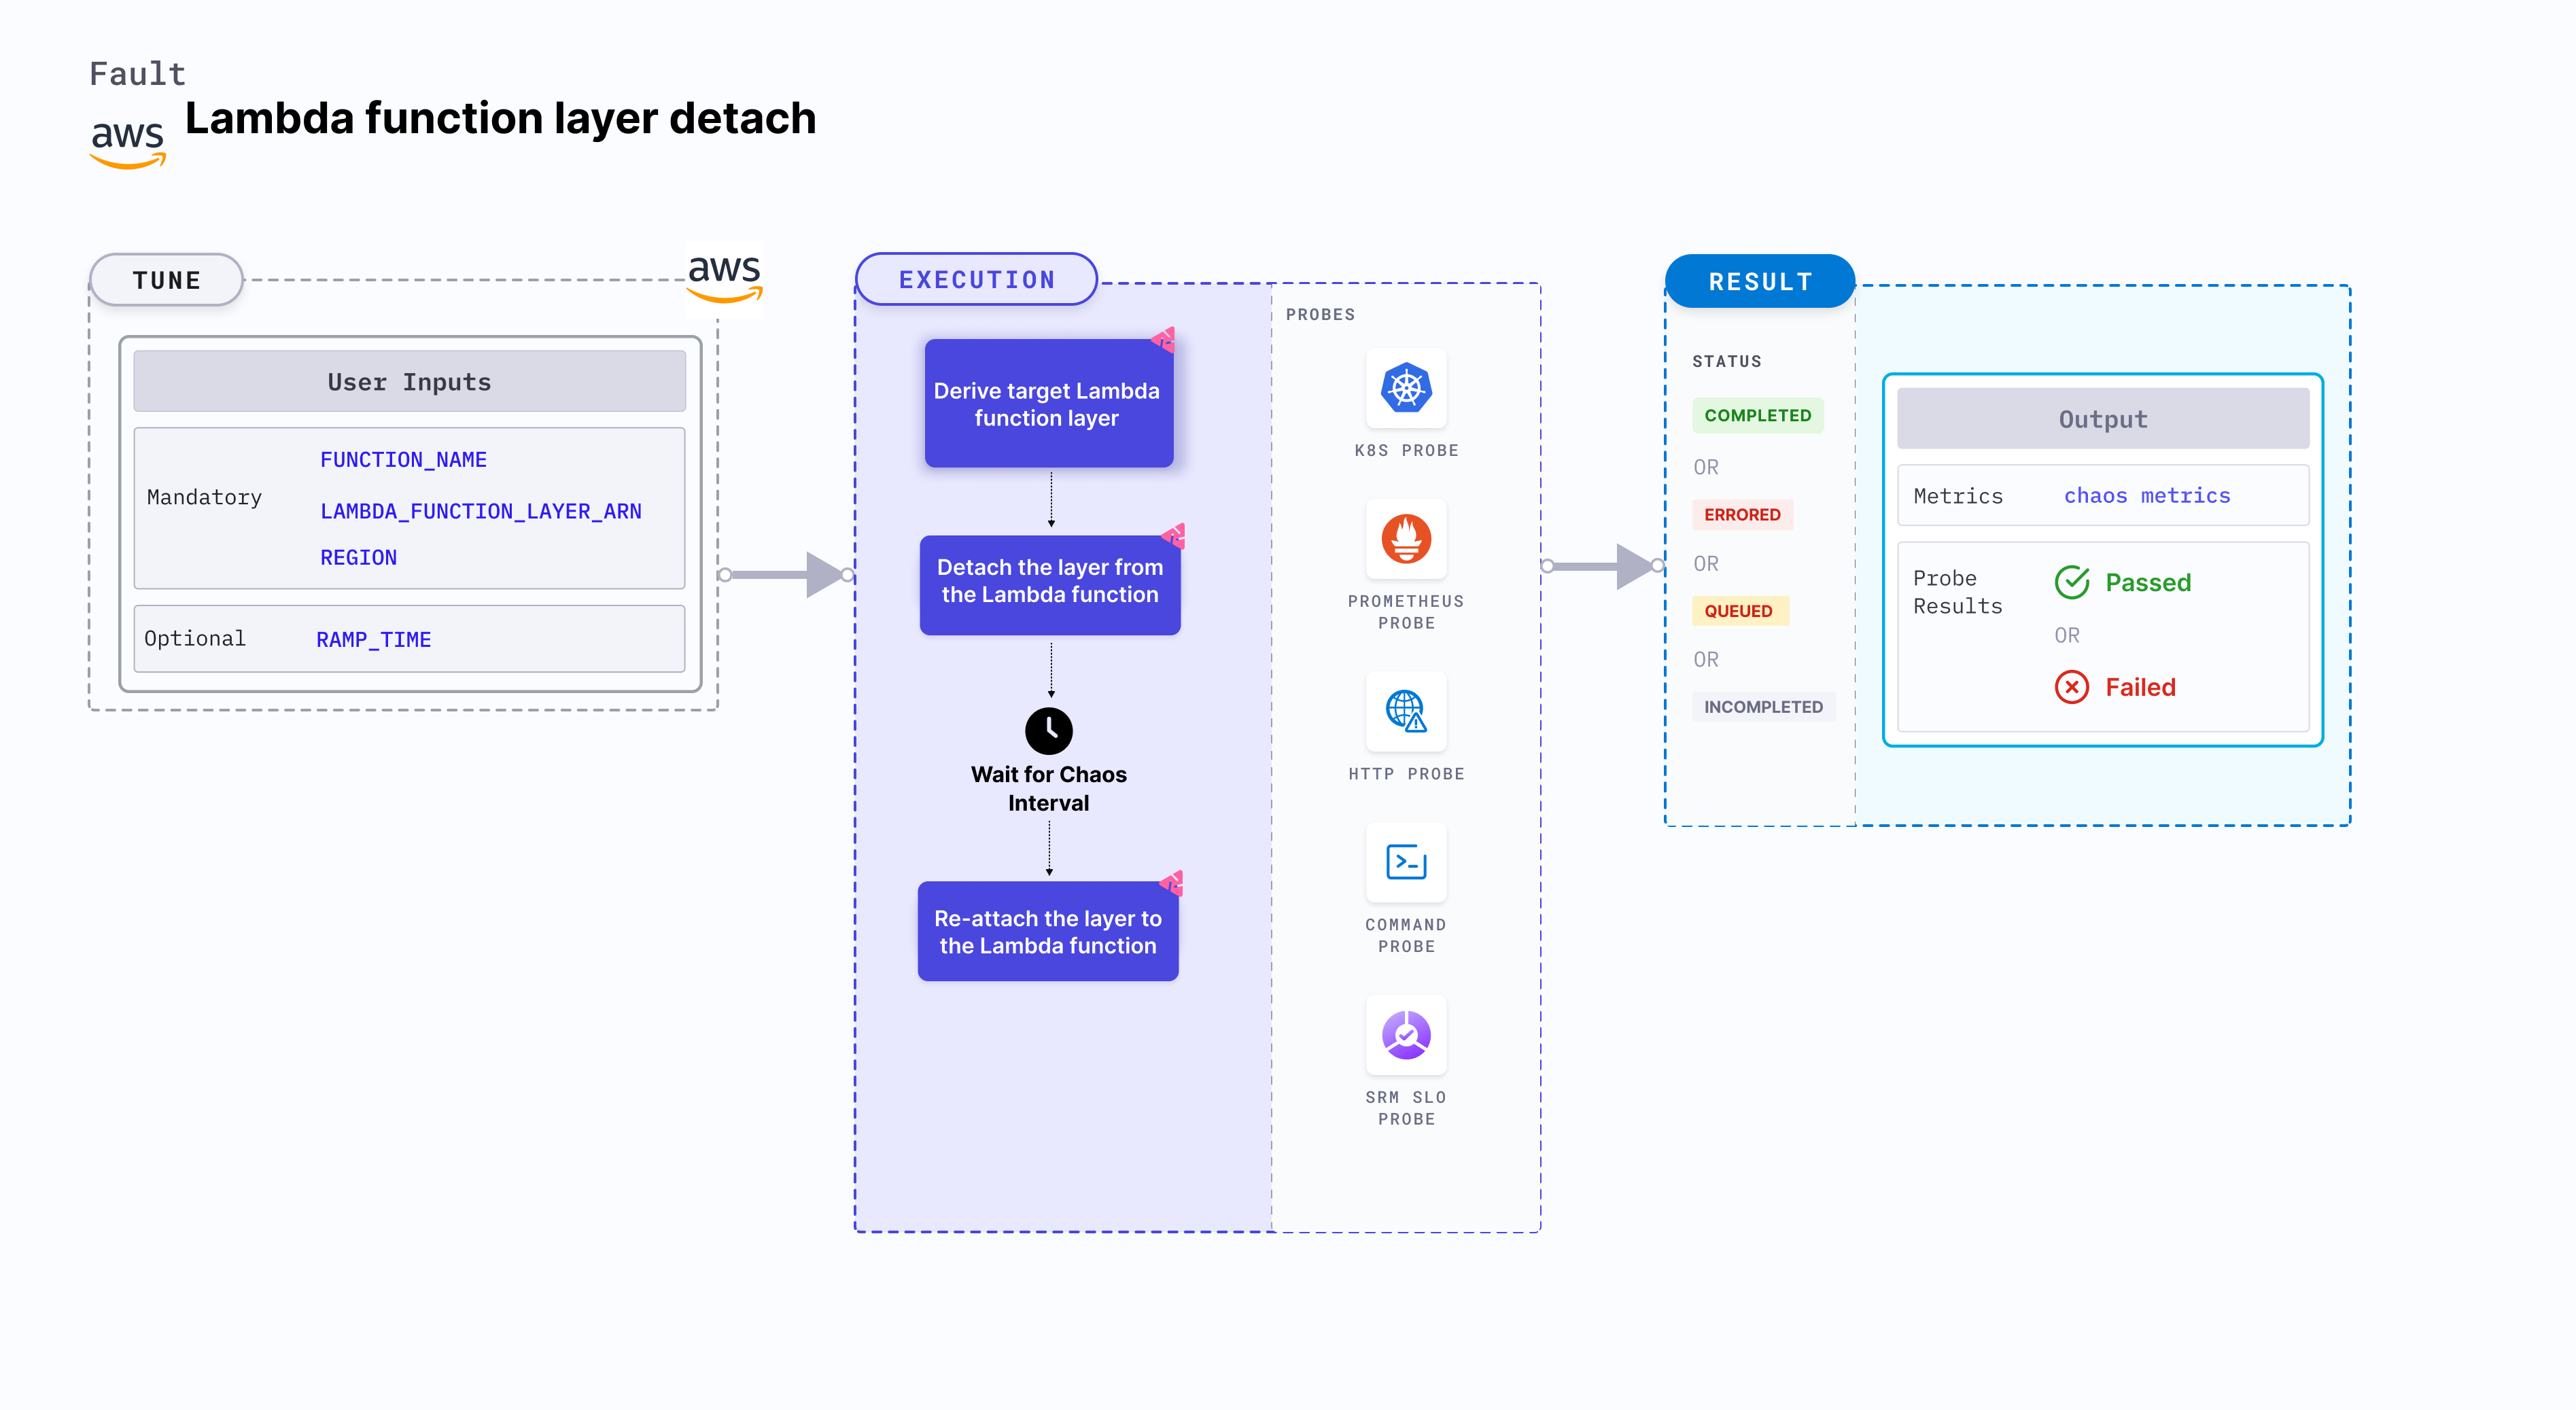 Fault
aws
Lambda function layer detach
TUNE
aws
User Inputs
Mandatory
FUNCTION_NAME
LAMBDA_FUNCTION_LAYER_ARN
REGION
Optional
RAMP_TIME
EXECUTION
Derive target Lambda
function layer
Detach the layer from
the Lambda function
Wait for Chaos
Interval
Re-attach the layer to
the Lambda function
PROBES
K8S PROBE
PROMETHEUS
PROBE
HTTP PROBE
COMMAND
PROBE
SRM SLO
PROBE
RESULT
STATUS
COMPLETED
OR
ERRORED
OR
QUEUED
OR
INCOMPLETED
Output
Metrics
chaos metrics
Probe
Results
Passed
OR
Failed